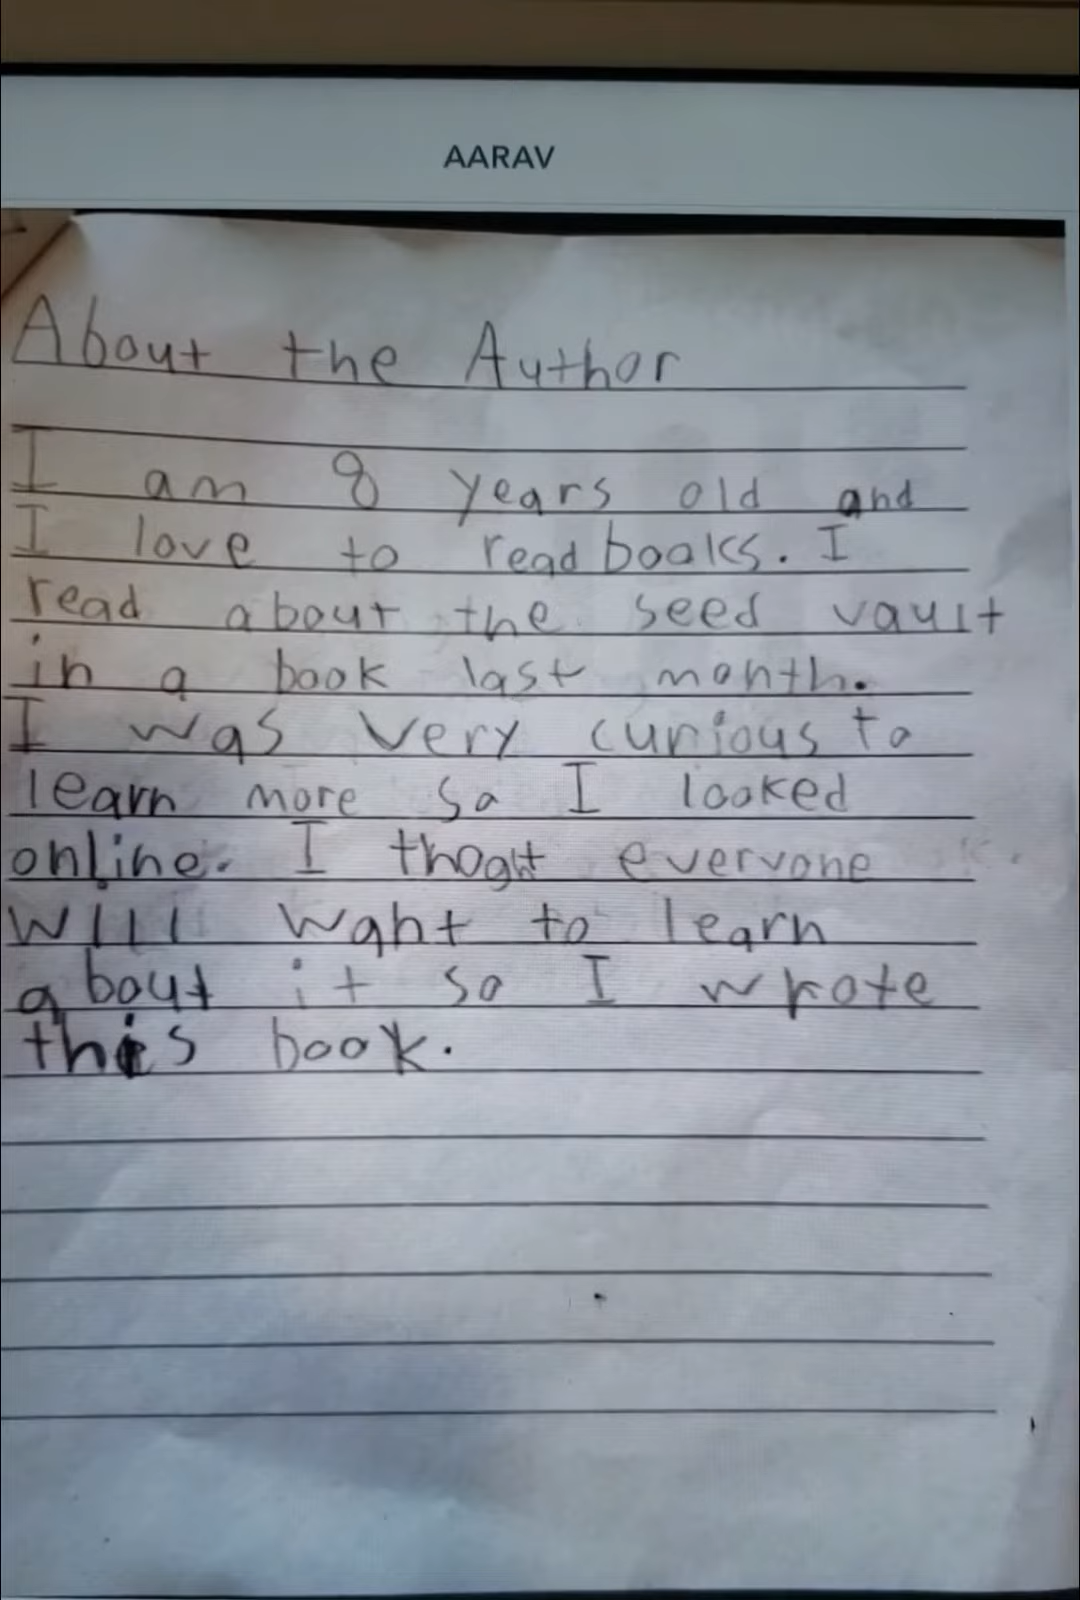 AARAV
About the Author
I am 8 years old and
I love to read books. I
read about the seed vault
in a book last month.
I was very curious to
learn more so I looked
online. I thoght everyone
will want to learn
about it so I wrote
this book.